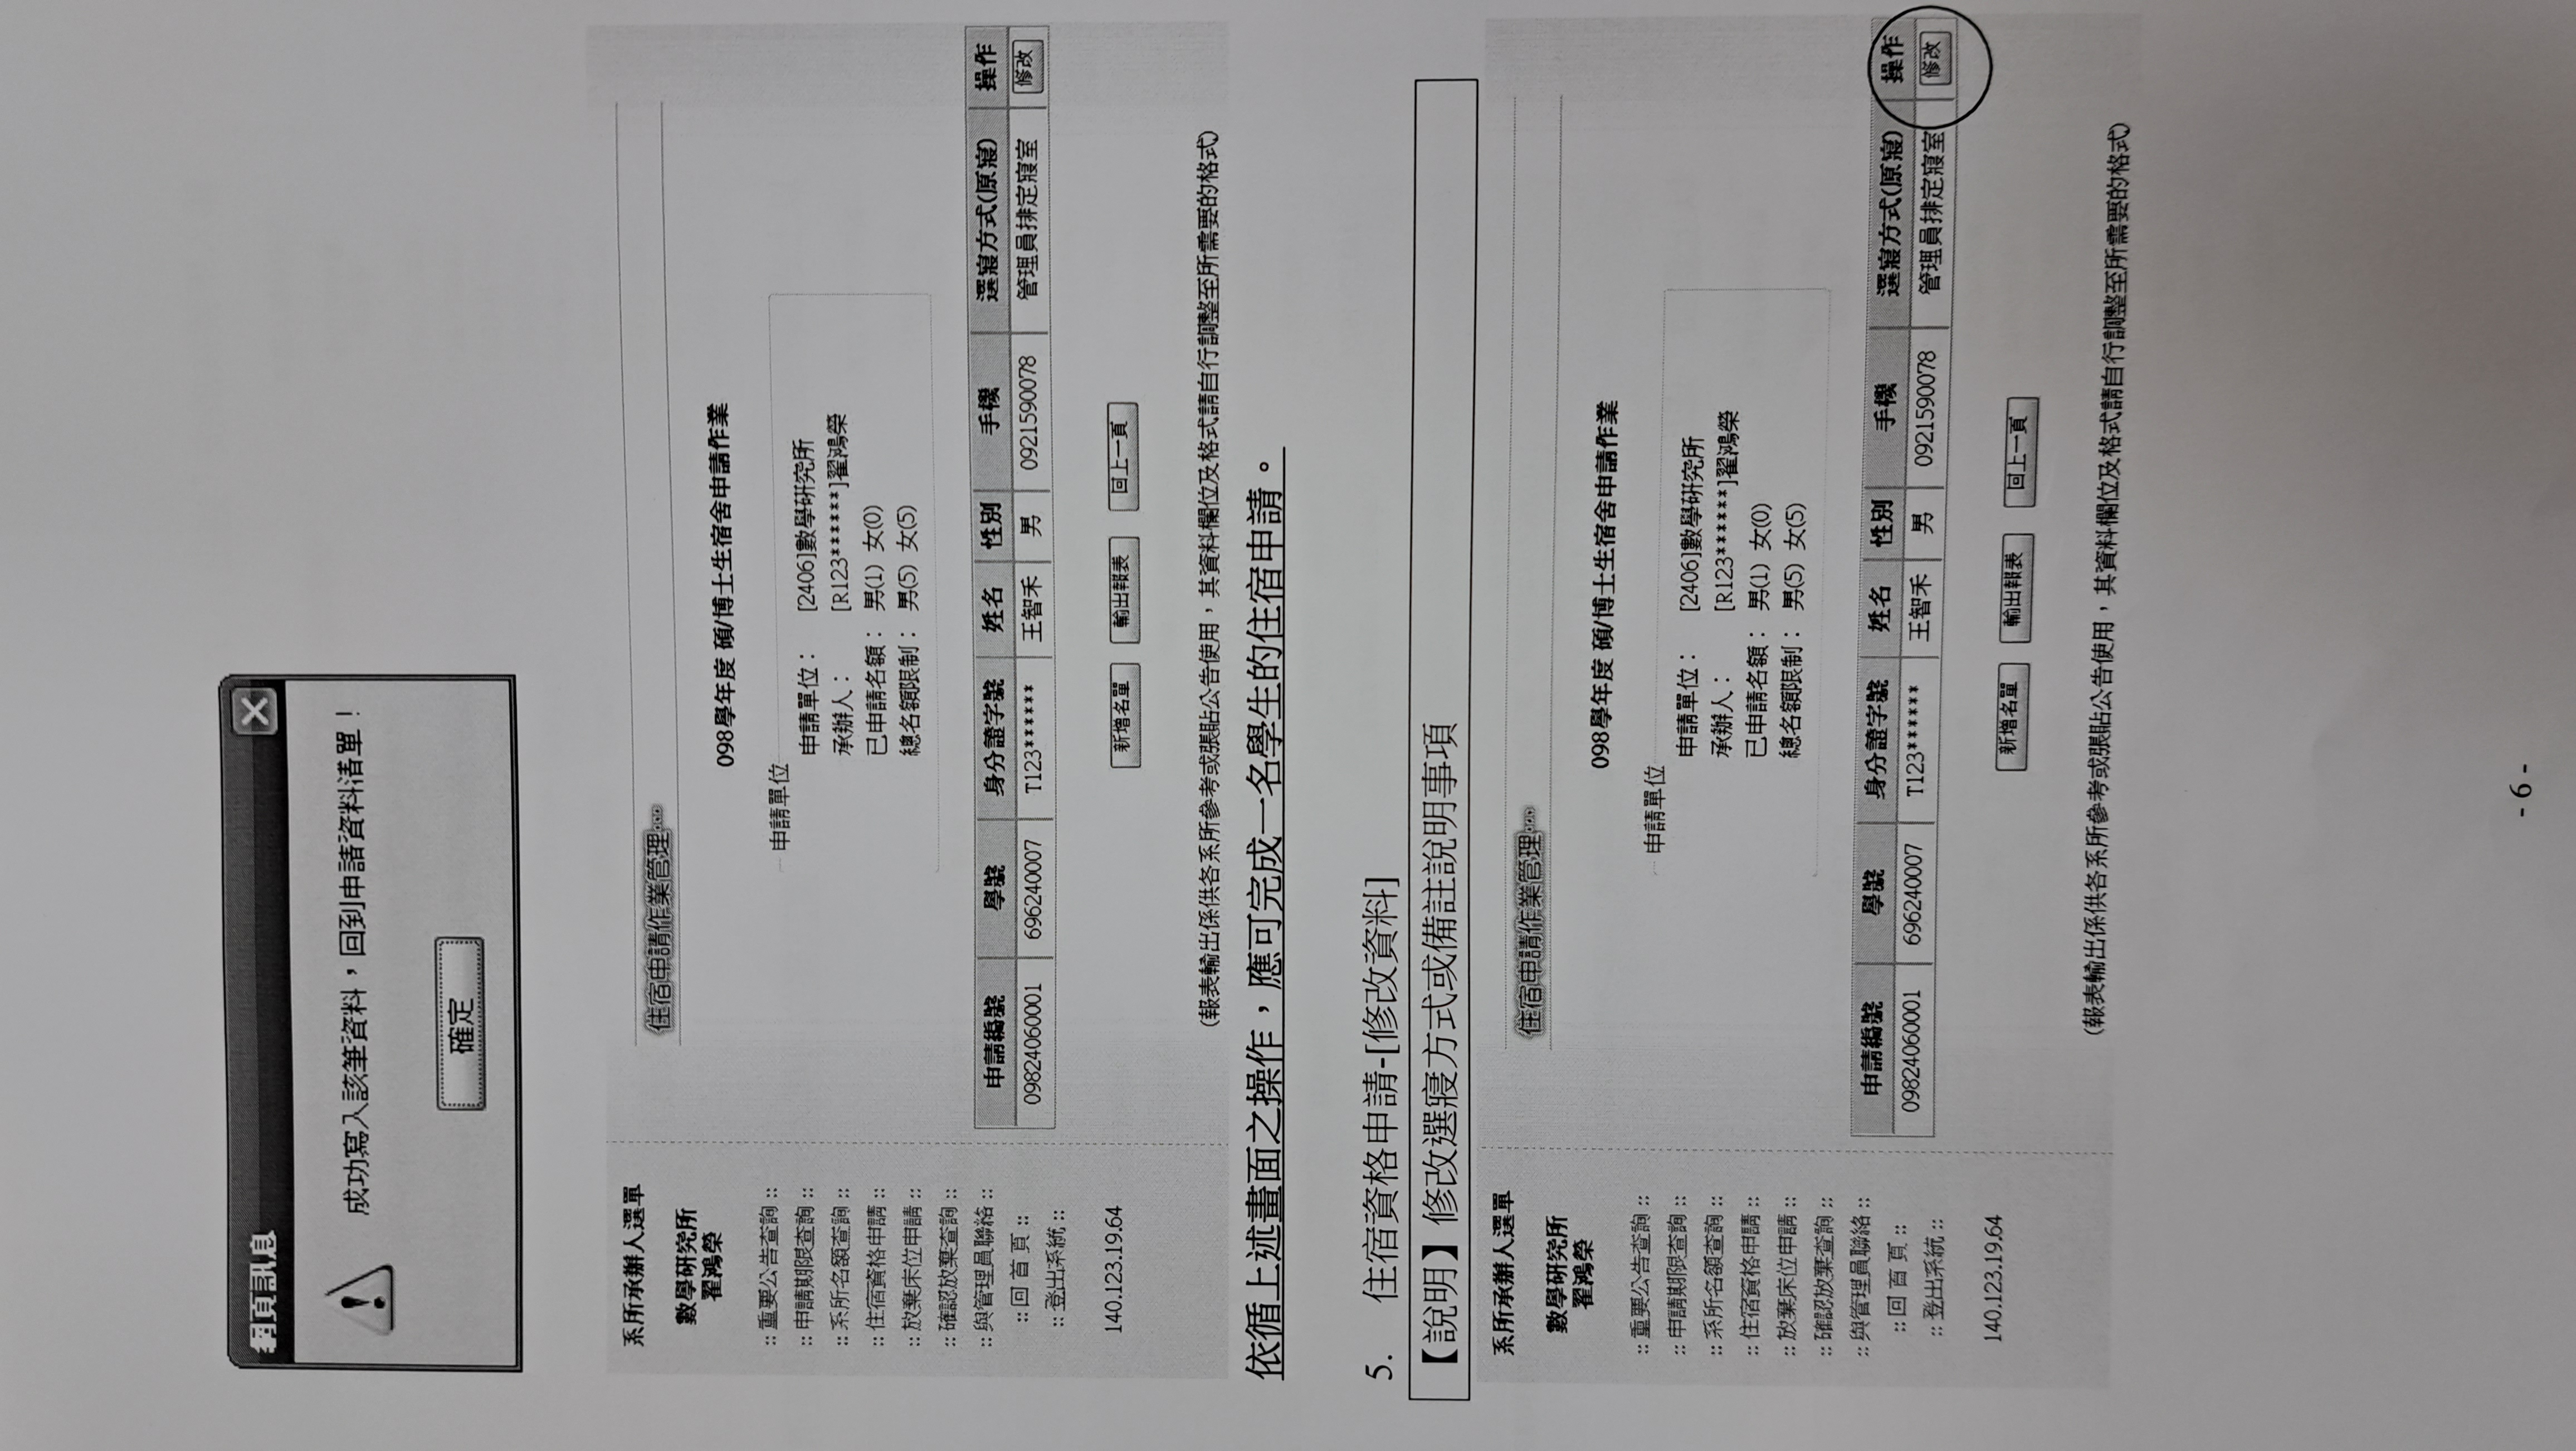 網頁訊息
成功寫入該筆資料，回到申請資料清單！
確定
系所承辦人選單
數學研究所
翟鴻榮
:: 重要公告查詢 ::
:: 申請期限查詢 ::
:: 系所名額查詢 ::
:: 住宿資格申請 ::
:: 放棄床位申請 ::
:: 確認放棄查詢 ::
:: 與管理員聯絡 ::
:: 回 首 頁 ::
:: 登出系統 ::
140.123.19.64
住宿申請作業管理…
098學年度 碩/博士生宿舍申請作業
申請單位
申請單位： [2406]數學研究所
承辦人： [R123******]翟鴻榮
已申請名額： 男(1) 女(0)
總名額限制： 男(5) 女(5)
申請編號 學號 身分證字號 姓名 性別 手機 選寢方式(原寢) 操作
09824060001 696240007 T123****** 王智禾 男 0921590078 管理員排定寢室 修改
新增名單 輸出報表 回上一頁
(報表輸出係供各系所參考或張貼公告使用，其資料欄位及格式請自行調整至所需要的格式)
依循上述畫面之操作，應可完成一名學生的住宿申請。
5. 住宿資格申請-[修改資料]
【說明】修改選寢方式或備註說明事項
系所承辦人選單
數學研究所
翟鴻榮
:: 重要公告查詢 ::
:: 申請期限查詢 ::
:: 系所名額查詢 ::
:: 住宿資格申請 ::
:: 放棄床位申請 ::
:: 確認放棄查詢 ::
:: 與管理員聯絡 ::
:: 回 首 頁 ::
:: 登出系統 ::
140.123.19.64
住宿申請作業管理…
098學年度 碩/博士生宿舍申請作業
申請單位
申請單位： [2406]數學研究所
承辦人： [R123******]翟鴻榮
已申請名額： 男(1) 女(0)
總名額限制： 男(5) 女(5)
申請編號 學號 身分證字號 姓名 性別 手機 選寢方式(原寢) 操作
09824060001 696240007 T123****** 王智禾 男 0921590078 管理員排定寢室 修改
新增名單 輸出報表 回上一頁
(報表輸出係供各系所參考或張貼公告使用，其資料欄位及格式請自行調整至所需要的格式)
- 6 -